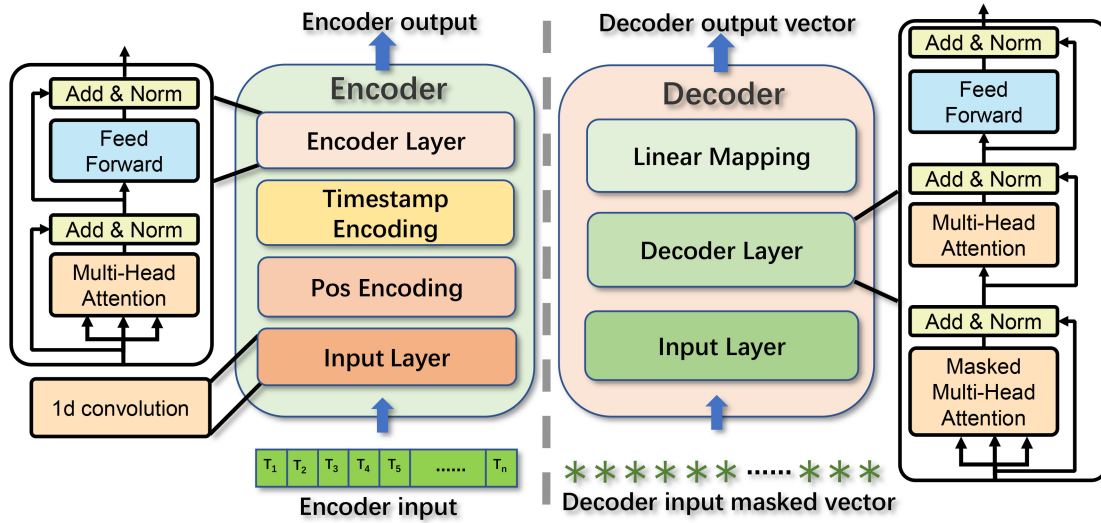 Encoder output
Encoder
Encoder Layer
Timestamp
Encoding
Pos Encoding
Input Layer
T1 T2 T3 T4 T5 ...... Tn
Encoder input
Add & Norm
Feed
Forward
Add & Norm
Multi-Head
Attention
1d convolution
Decoder output vector
Decoder
Linear Mapping
Decoder Layer
Input Layer
****** ...... ***
Decoder input masked vector
Add & Norm
Feed
Forward
Add & Norm
Multi-Head
Attention
Add & Norm
Masked
Multi-Head
Attention